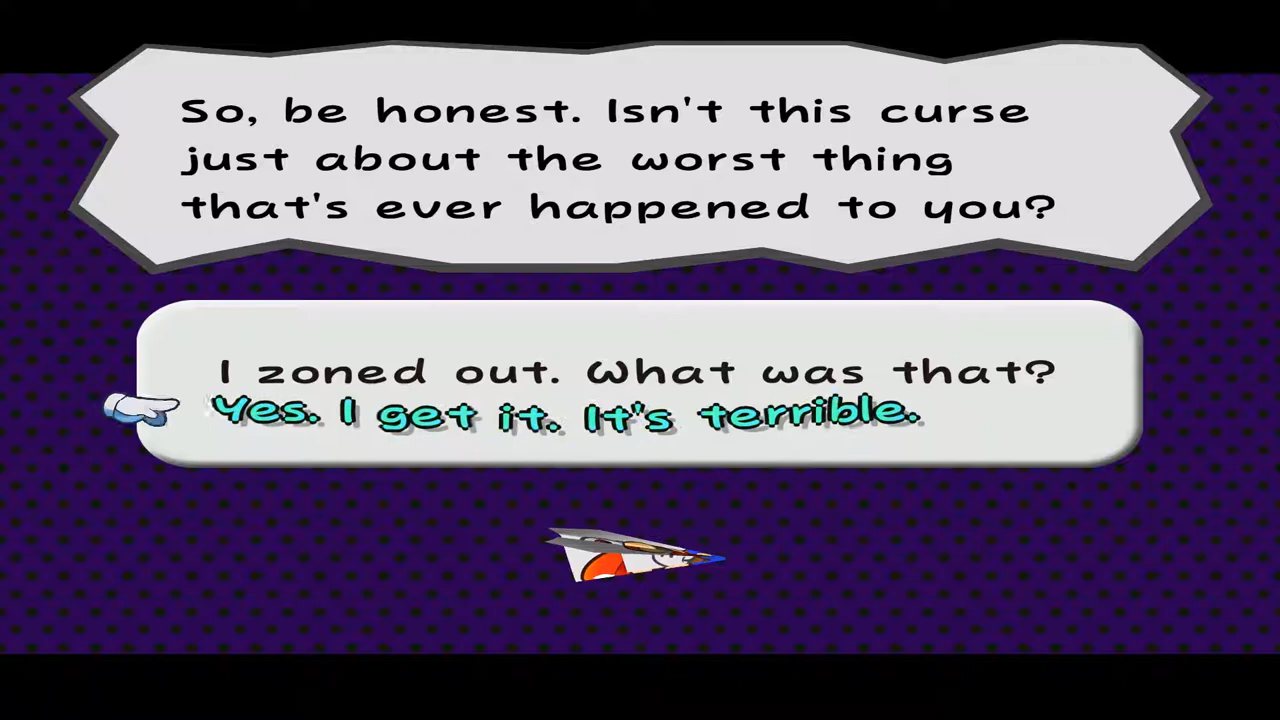 So, be honest. Isn't this curse
just about the worst thing
that's ever happened to you?
I zoned out. What was that?
Yes. I get it. It's terrible.